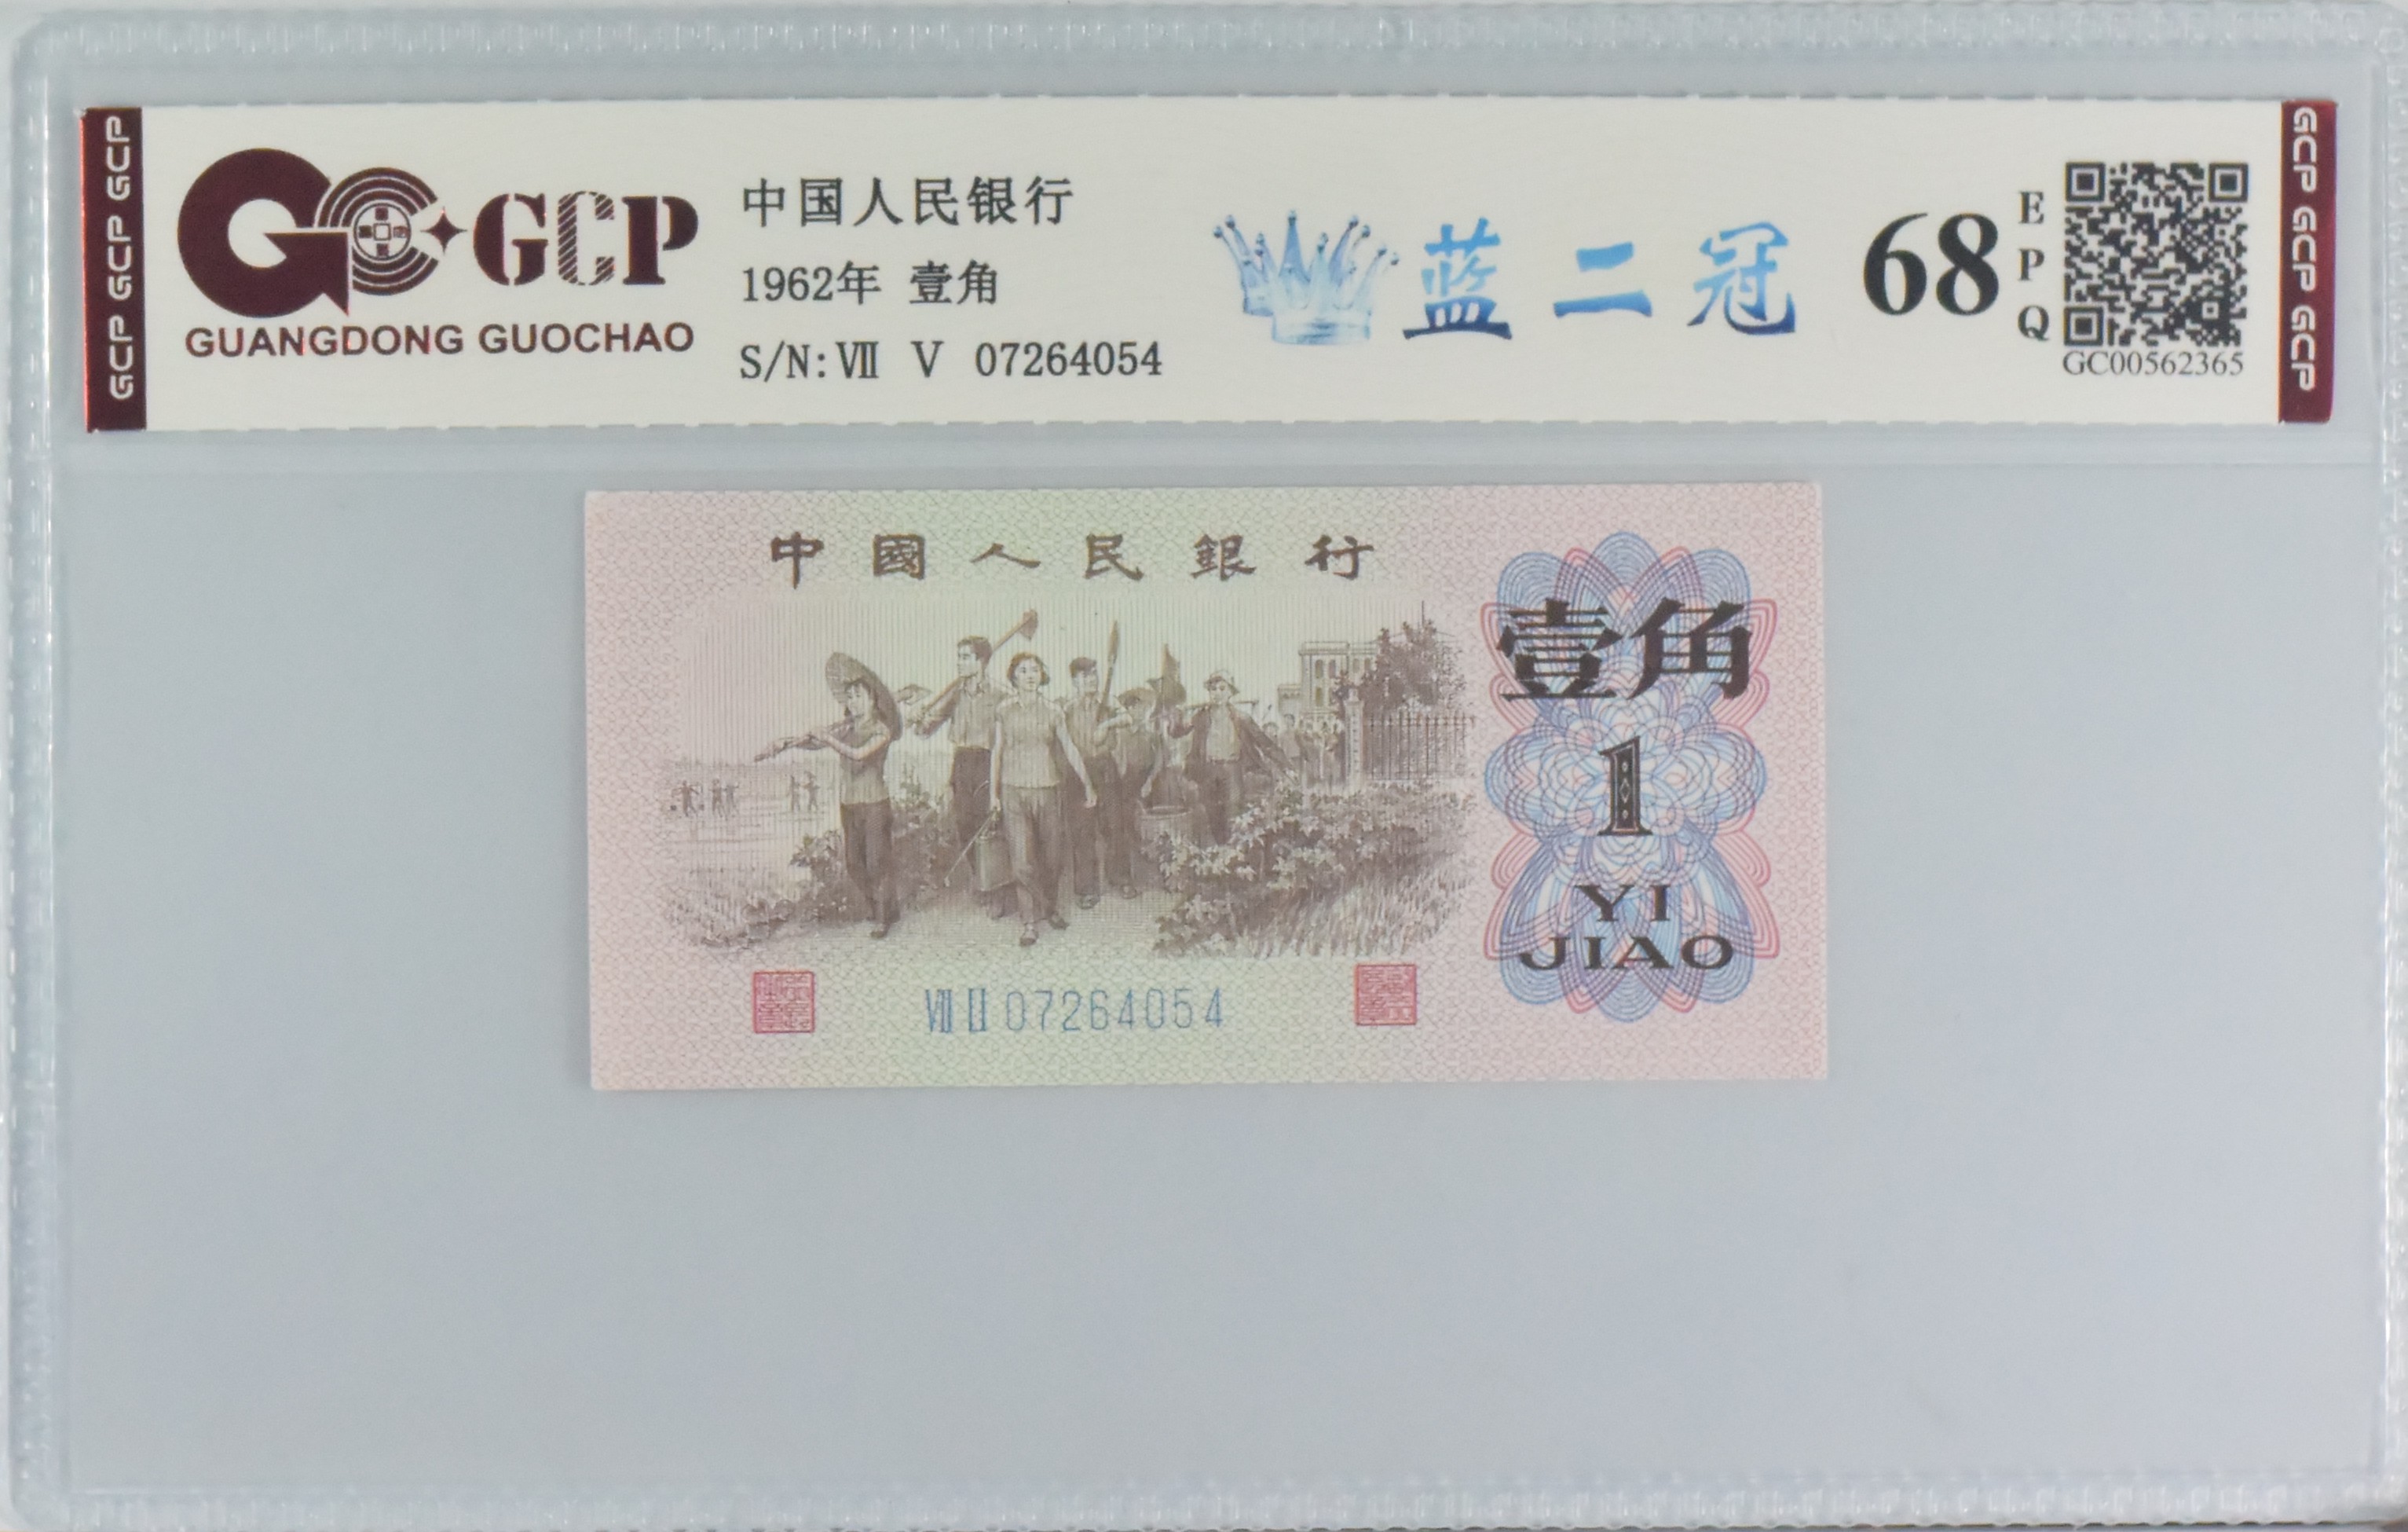 GCP GCP GCP
GCP
GUANGDONG GUOCHAO
中国人民银行
1962年 壹角
S/N:Ⅶ Ⅴ 07264054
蓝二冠
68
EPQ
GC00562365
GCP GCP GCP
中國人民銀行
壹角
1
YI
JIAO
07264054